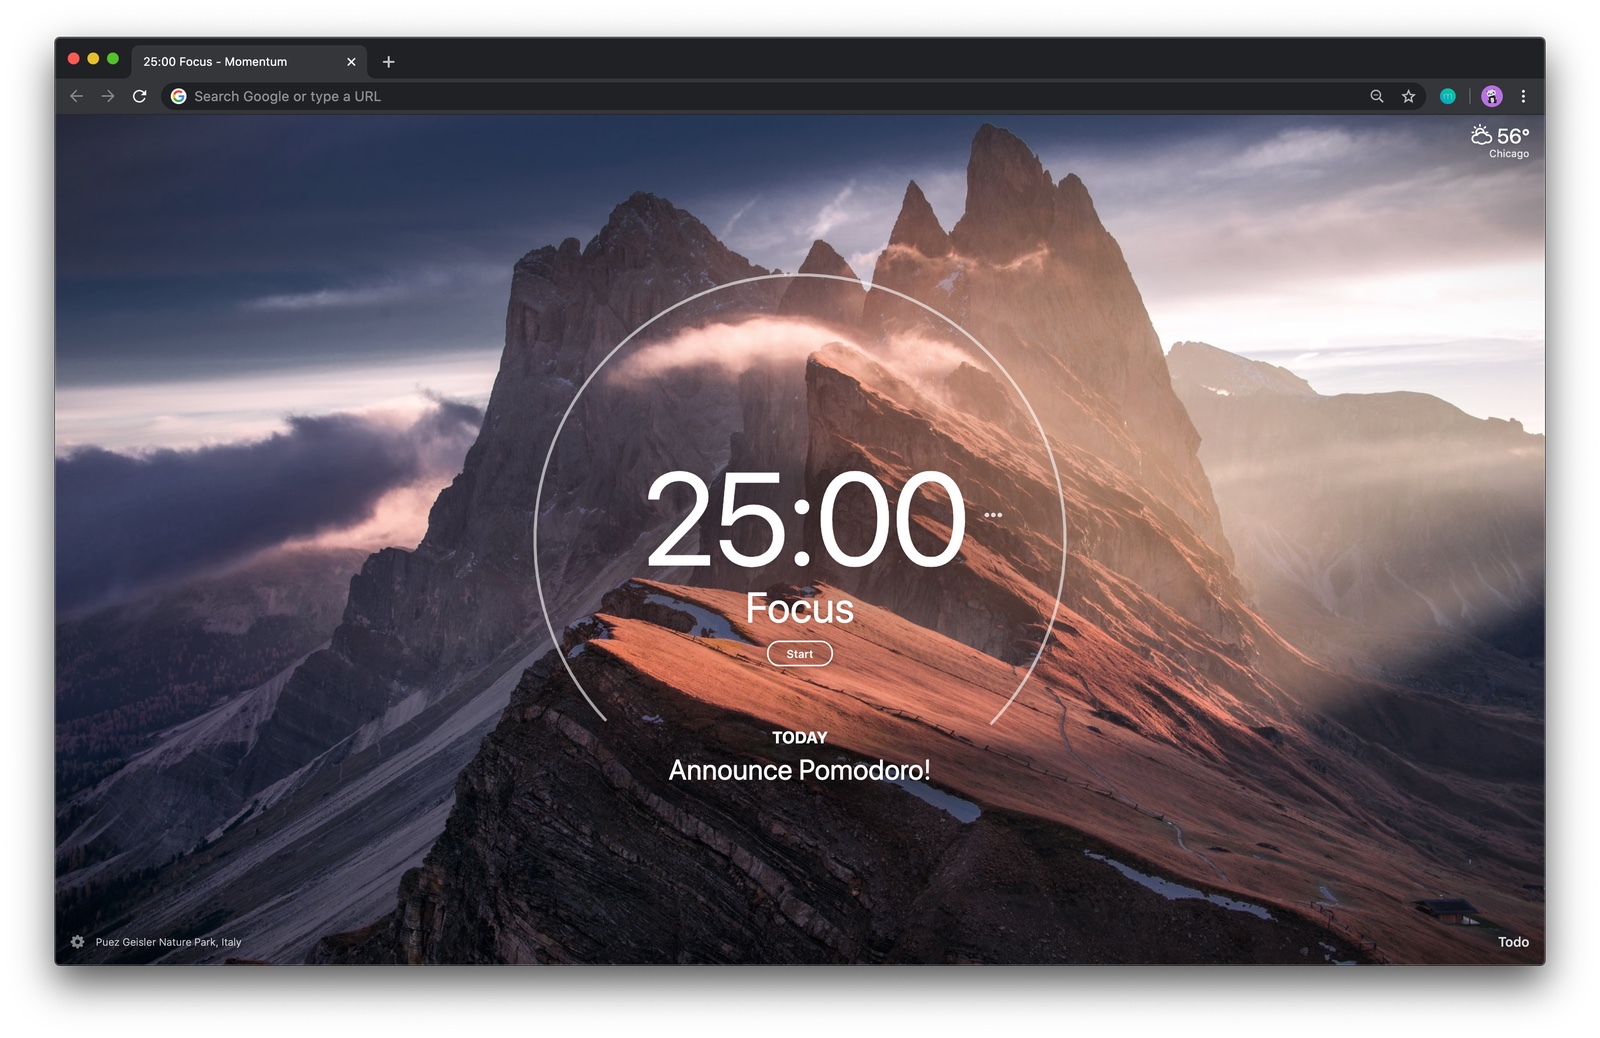 25:00 Focus - Momentum
Search Google or type a URL
56°
Chicago
25:00
Focus
Start
TODAY
Announce Pomodoro!
Puez Geisler Nature Park, Italy
Todo